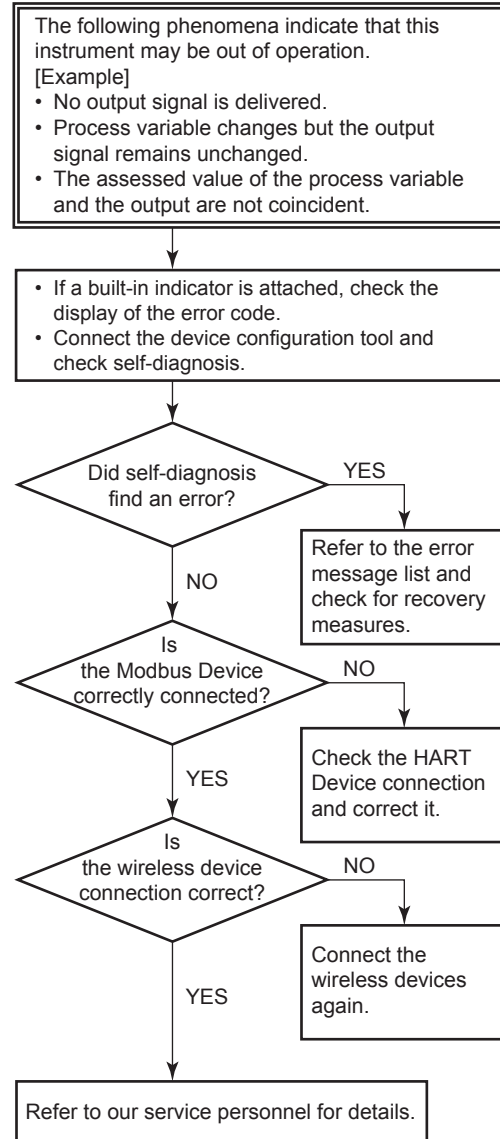 The following phenomena indicate that this
instrument may be out of operation.
[Example]
• No output signal is delivered.
• Process variable changes but the output
signal remains unchanged.
• The assessed value of the process variable
and the output are not coincident.
• If a built-in indicator is attached, check the
display of the error code.
• Connect the device configuration tool and
check self-diagnosis.
Did self-diagnosis
find an error?
YES
Refer to the error
message list and
check for recovery
measures.
NO
Is
the Modbus Device
correctly connected?
NO
Check the HART
Device connection
and correct it.
YES
Is
the wireless device
connection correct?
NO
Connect the
wireless devices
again.
YES
Refer to our service personnel for details.